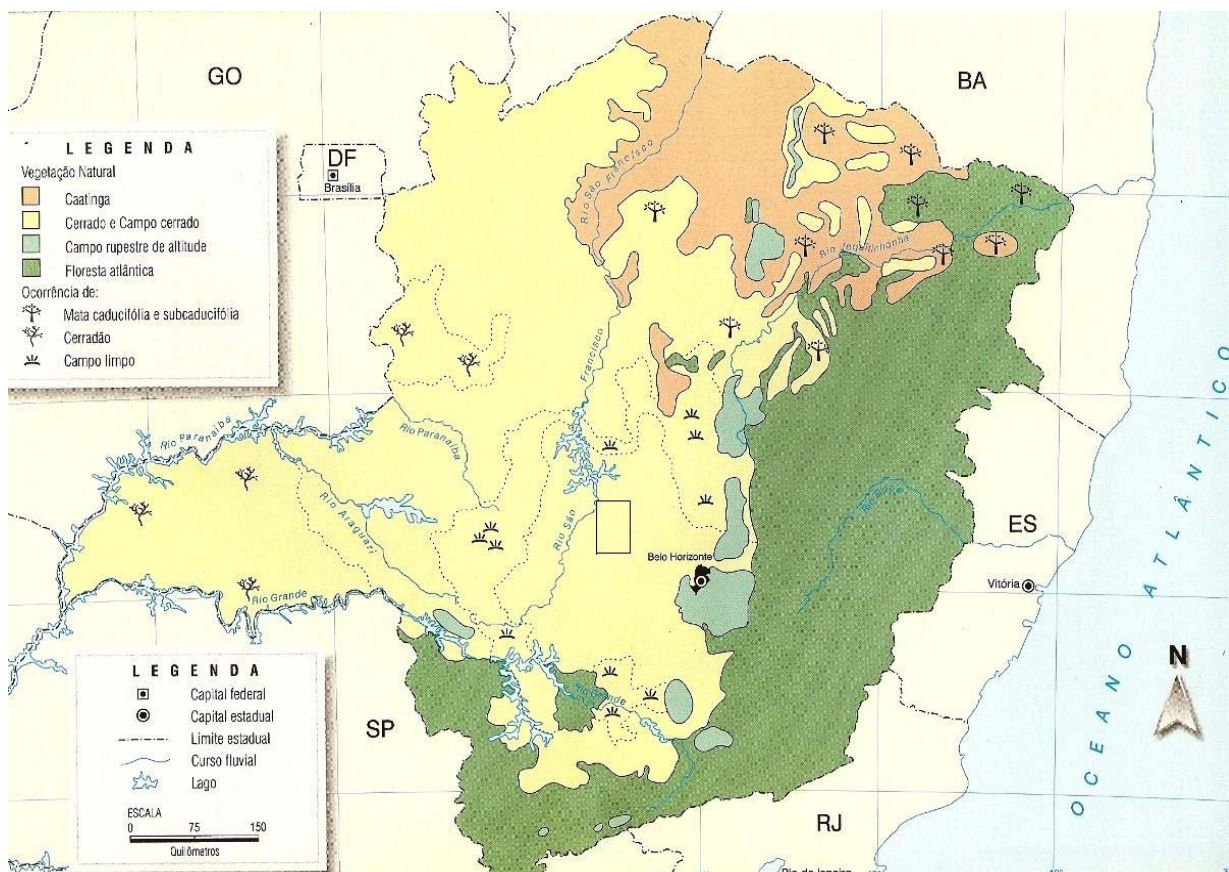 GO
BA
DF
Brasília
LEGENDA
Vegetação Natural
Caatinga
Cerrado e Campo cerrado
Campo rupestre de altitude
Floresta atlântica
Ocorrência de:
Mata caducifólia e subcaducifólia
Cerradão
Campo limpo
Rio São Francisco
Rio Jequitinhonha
Francisco
Rio Paranaíba
Rio Paranaíba
Rio Araguari
Rio São
Belo Horizonte
ES
Vitória
Rio Grande
Rio Grande
OCEANO ATLÂNTICO
N
LEGENDA
Capital federal
Capital estadual
Limite estadual
Curso fluvial
Lago
ESCALA
0 75 150
Quilômetros
SP
RJ
Rio de Janeiro